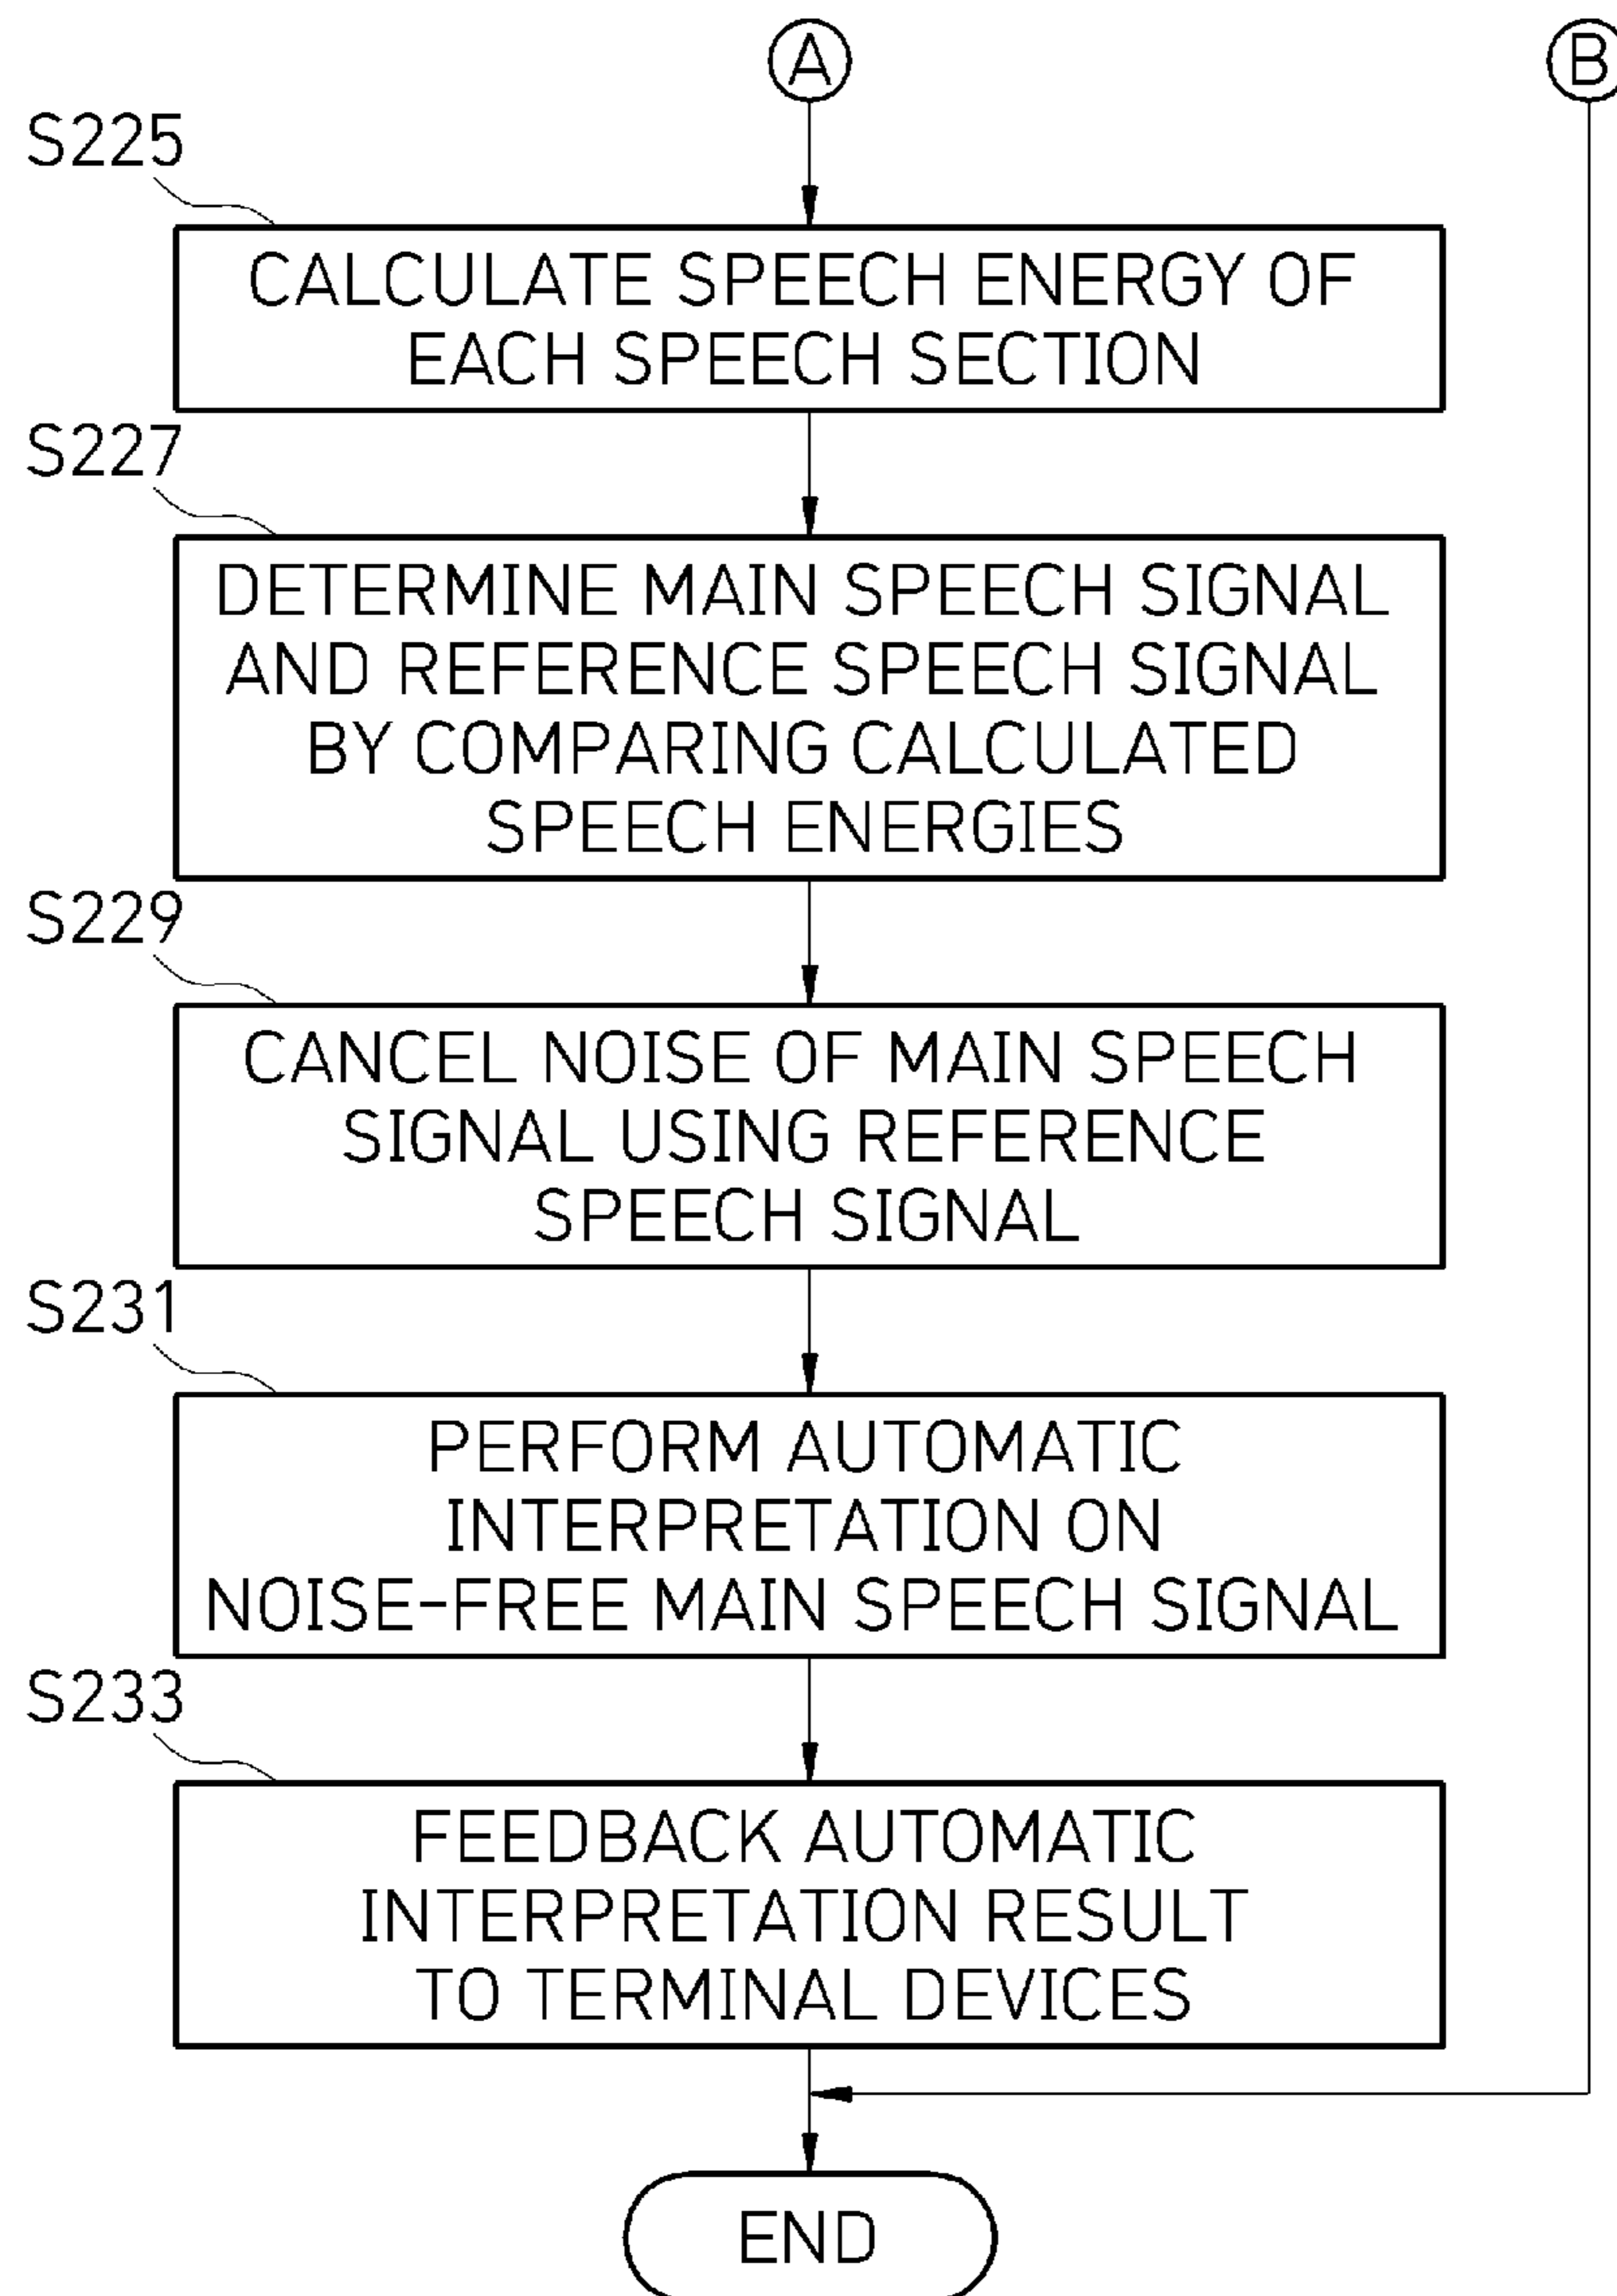 A
B
S225
CALCULATE SPEECH ENERGY OF
EACH SPEECH SECTION
S227
DETERMINE MAIN SPEECH SIGNAL
AND REFERENCE SPEECH SIGNAL
BY COMPARING CALCULATED
SPEECH ENERGIES
S229
CANCEL NOISE OF MAIN SPEECH
SIGNAL USING REFERENCE
SPEECH SIGNAL
S231
PERFORM AUTOMATIC
INTERPRETATION ON
NOISE-FREE MAIN SPEECH SIGNAL
S233
FEEDBACK AUTOMATIC
INTERPRETATION RESULT
TO TERMINAL DEVICES
END